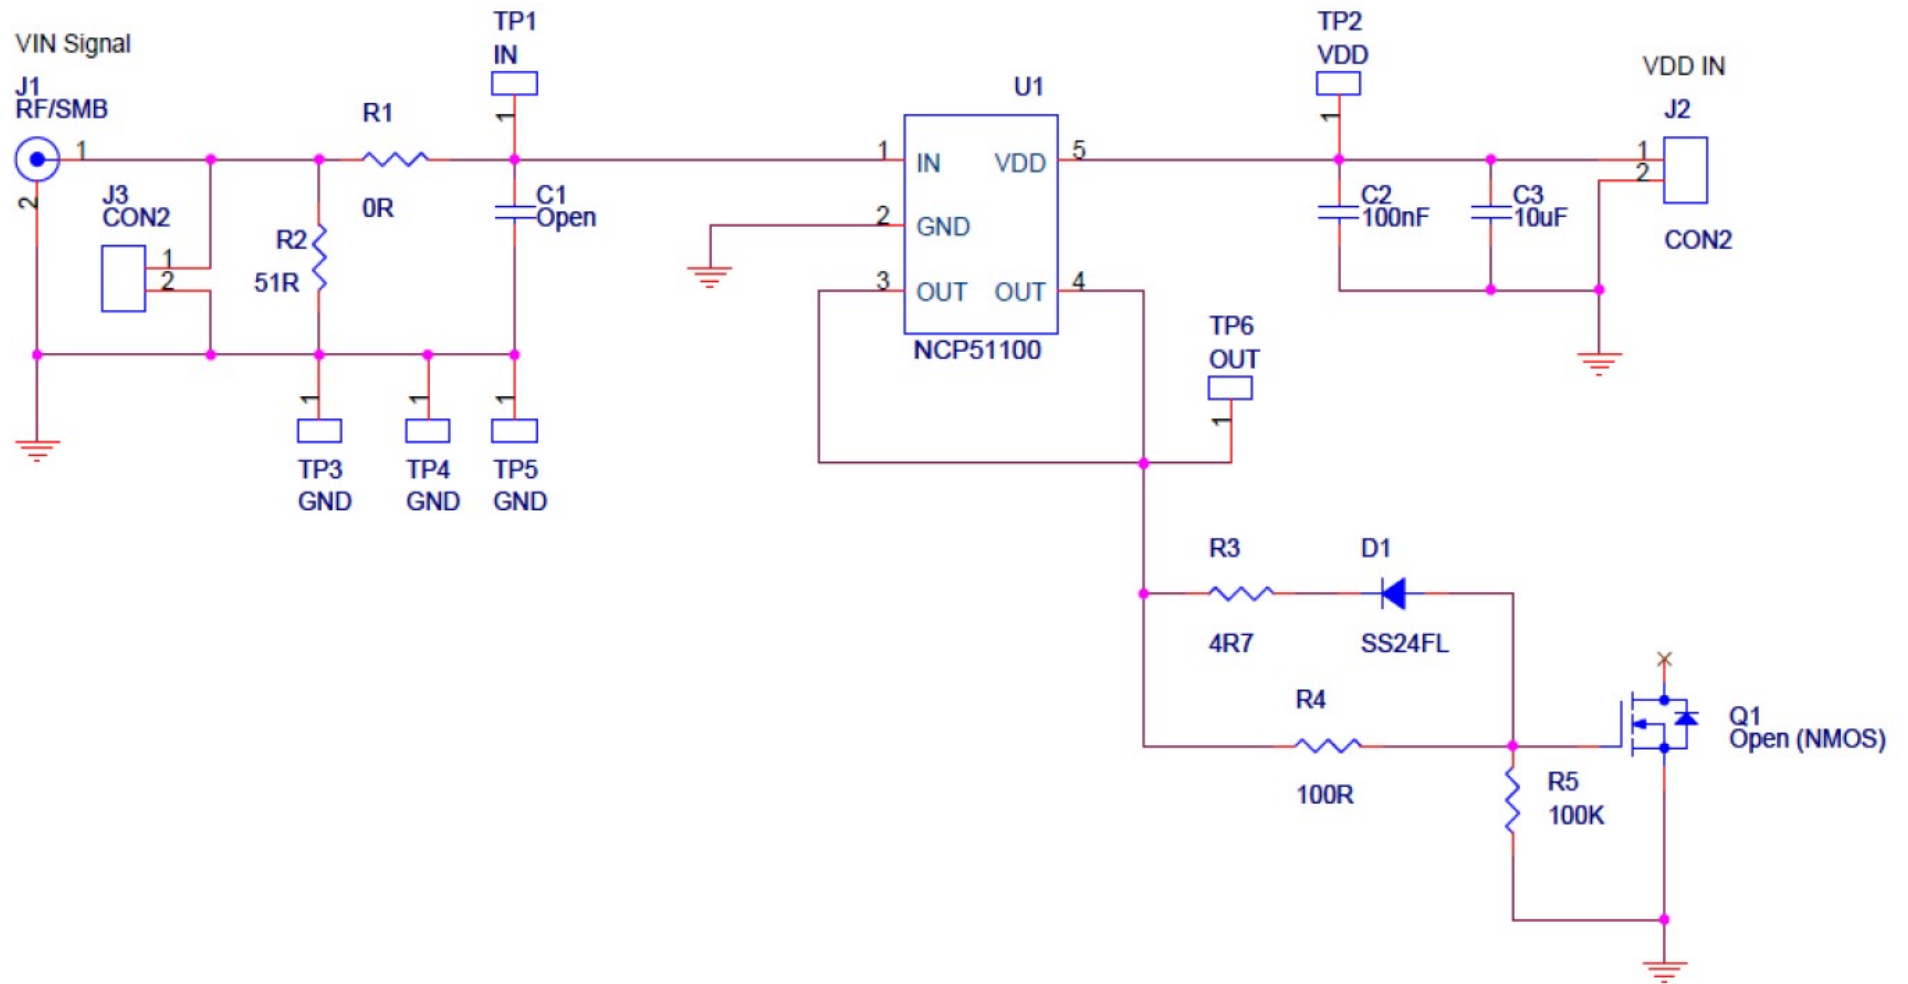 VIN Signal
J1
RF/SMB
1
2
J3
CON2
1
2
R2
51R
R1
0R
TP1
IN
1
C1
Open
1
TP3
GND
1
TP4
GND
1
TP5
GND
U1
1
IN
VDD
5
2
GND
3
OUT
OUT
4
NCP51100
TP2
VDD
1
C2
100nF
C3
10uF
VDD IN
J2
1
2
CON2
TP6
OUT
1
R3
4R7
D1
SS24FL
R4
100R
R5
100K
Q1
Open (NMOS)